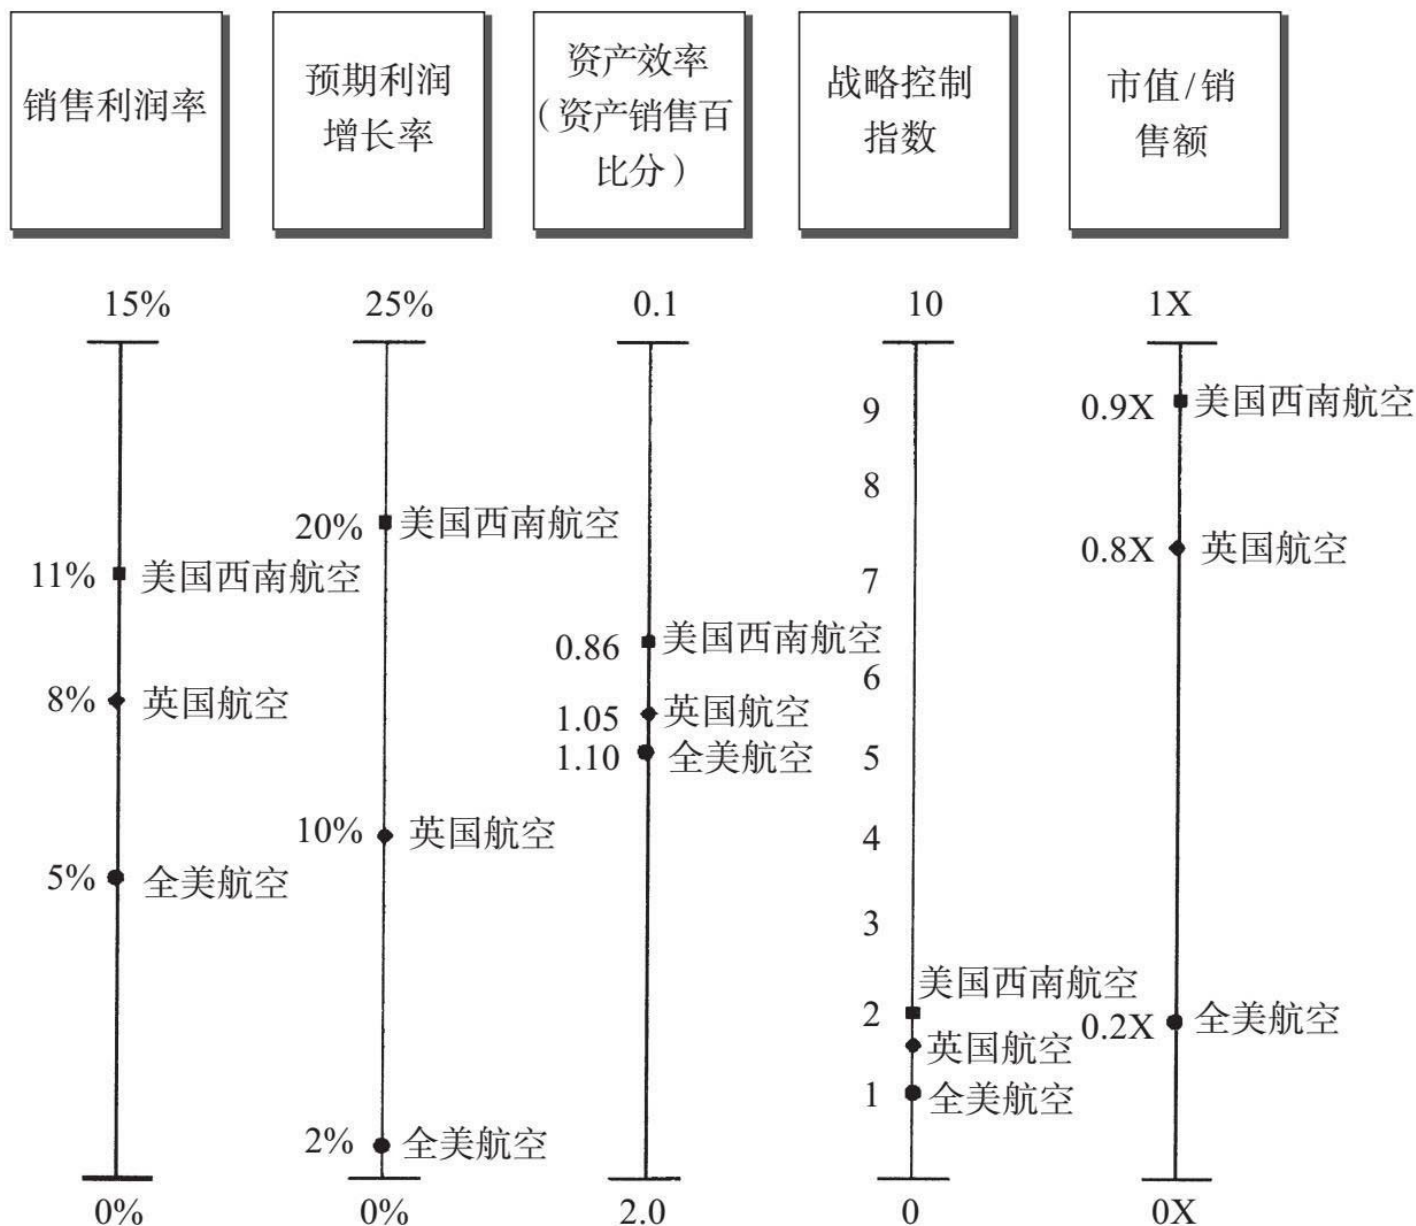 销售利润率
预期利润
增长率
资产效率
（资产销售百
比分）
战略控制
指数
市值/销
售额
15%
11% 美国西南航空
8% 英国航空
5% 全美航空
0%
25%
20% 美国西南航空
10% 英国航空
2% 全美航空
0%
0.1
0.86 美国西南航空
1.05 英国航空
1.10 全美航空
2.0
10
9
8
7
6
5
4
3
美国西南航空
2
英国航空
1 全美航空
0
1X
0.9X 美国西南航空
0.8X 英国航空
0.2X 全美航空
0X